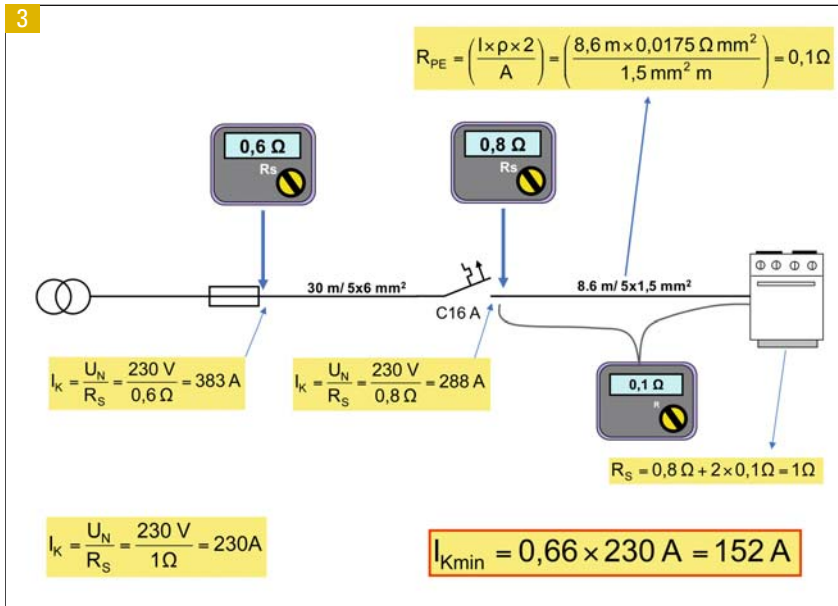 3
R_PE = (l×ρ×2 / A) = (8,6 m×0,0175 Ω mm² / 1,5 mm² m) = 0,1Ω
0,6 Ω
Rs
0,8 Ω
Rs
30 m/ 5x6 mm²
C16 A
8.6 m/ 5x1,5 mm²
I_K = U_N / R_S = 230 V / 0,6 Ω = 383 A
I_K = U_N / R_S = 230 V / 0,8 Ω = 288 A
0,1 Ω
R
R_S = 0,8 Ω + 2×0,1Ω = 1Ω
I_K = U_N / R_S = 230 V / 1Ω = 230A
I_Kmin = 0,66 × 230 A = 152 A